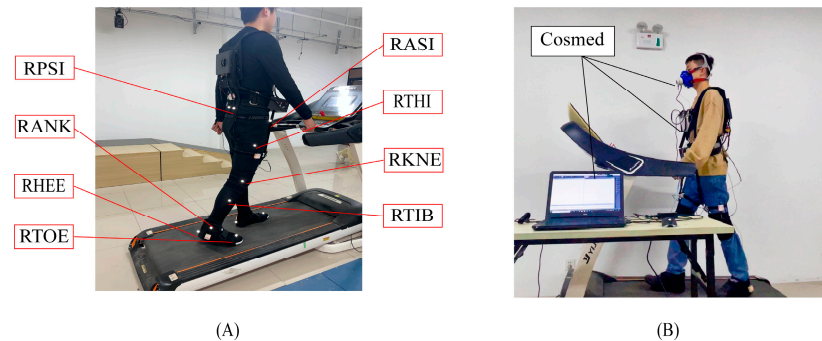 Cosmed
RASI
RPSI
RTHI
RANK
RKNE
RHEE
RTIB
RTOE
(A)
(B)